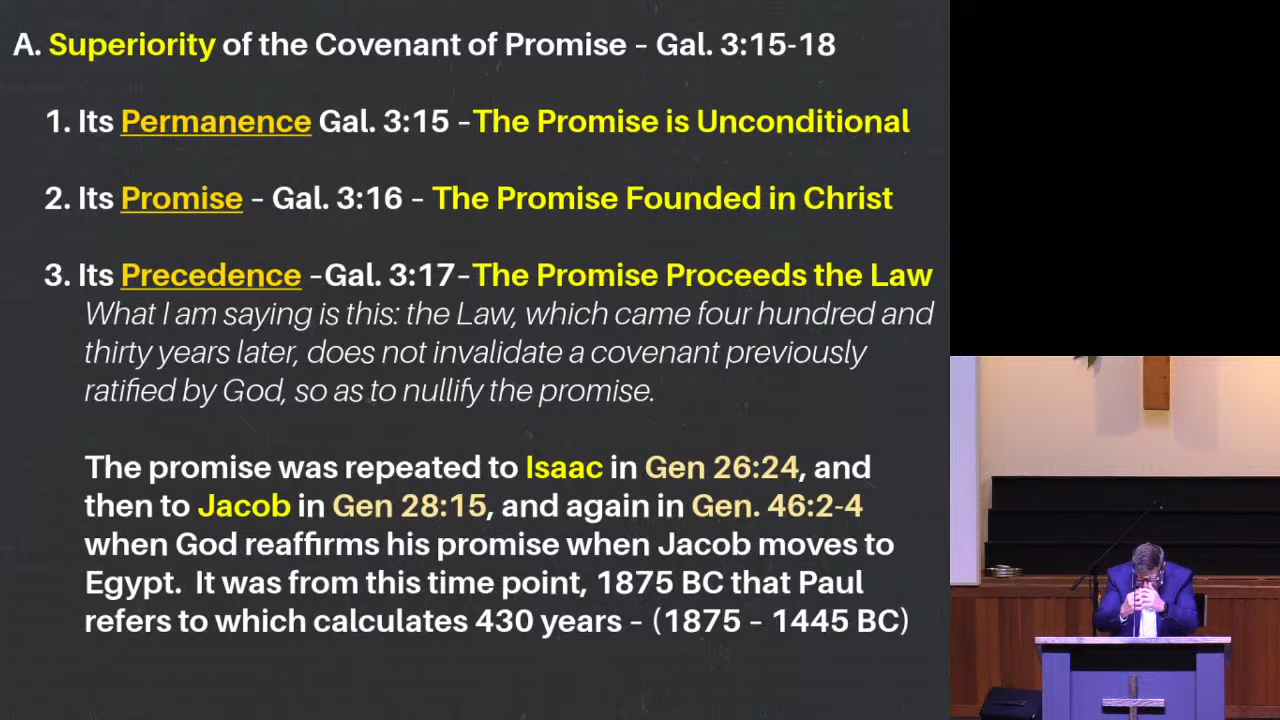 A. Superiority of the Covenant of Promise – Gal. 3:15-18
1. Its Permanence Gal. 3:15 –The Promise is Unconditional
2. Its Promise – Gal. 3:16 – The Promise Founded in Christ
3. Its Precedence –Gal. 3:17–The Promise Proceeds the Law
What I am saying is this: the Law, which came four hundred and
thirty years later, does not invalidate a covenant previously
ratified by God, so as to nullify the promise.
The promise was repeated to Isaac in Gen 26:24, and
then to Jacob in Gen 28:15, and again in Gen. 46:2-4
when God reaffirms his promise when Jacob moves to
Egypt.  It was from this time point, 1875 BC that Paul
refers to which calculates 430 years – (1875 – 1445 BC)